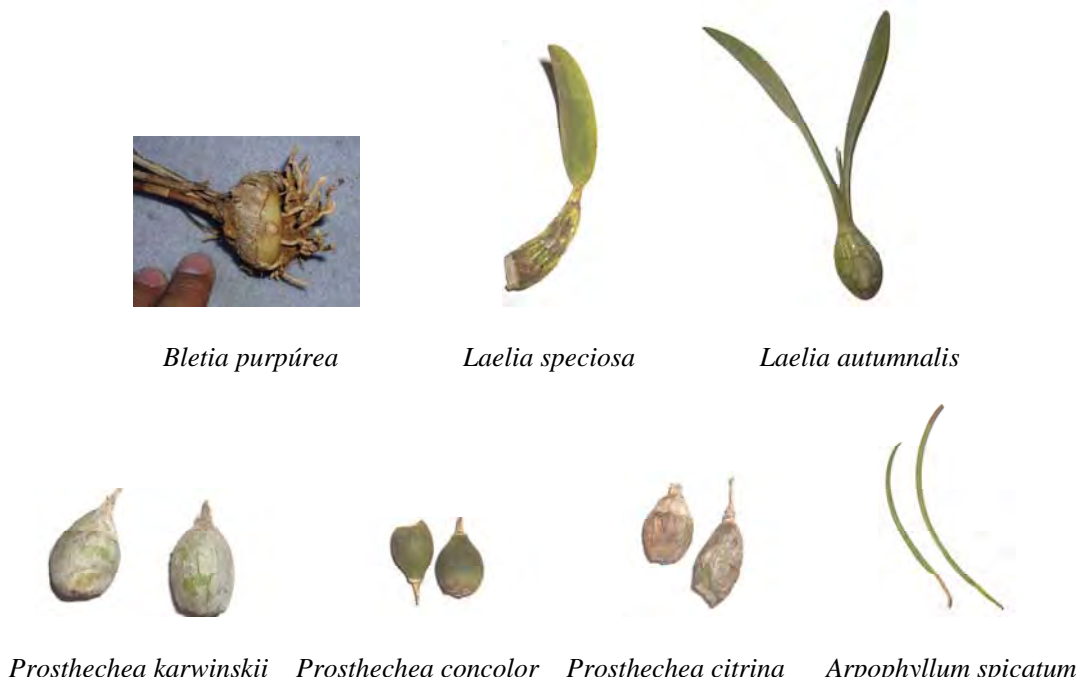 Bletia purpúrea Laelia speciosa Laelia autumnalis
Prosthechea karwinskii Prosthechea concolor Prosthechea citrina Arpophyllum spicatum